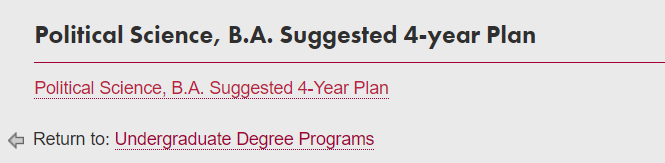 Political Science, B.A. Suggested 4-year Plan
Political Science, B.A. Suggested 4-Year Plan
Return to: Undergraduate Degree Programs